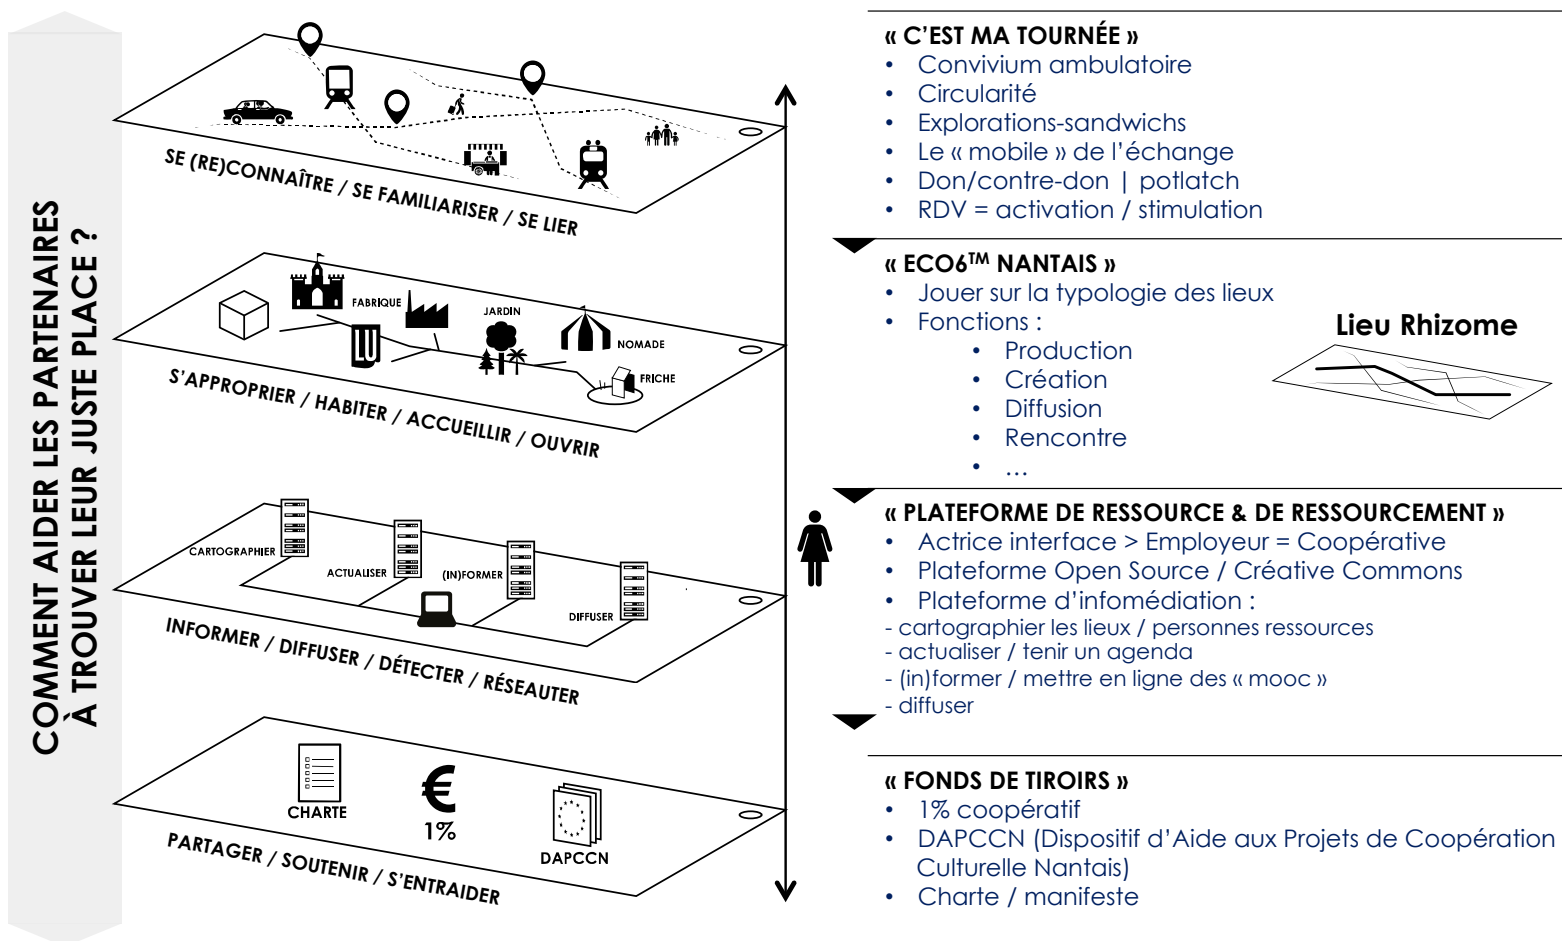 COMMENT AIDER LES PARTENAIRES
À TROUVER LEUR JUSTE PLACE ?
SE (RE)CONNAÎTRE / SE FAMILIARISER / SE LIER
FABRIQUE
JARDIN
LU
NOMADE
FRICHE
S'APPROPRIER / HABITER / ACCUEILLIR / OUVRIR
CARTOGRAPHIER
ACTUALISER
(IN)FORMER
DIFFUSER
INFORMER / DIFFUSER / DÉTECTER / RÉSEAUTER
CHARTE
€
1%
DAPCCN
PARTAGER / SOUTENIR / S'ENTRAIDER
« C'EST MA TOURNÉE »
• Convivium ambulatoire
• Circularité
• Explorations-sandwichs
• Le « mobile » de l'échange
• Don/contre-don | potlatch
• RDV = activation / stimulation
« ECO6TM NANTAIS »
• Jouer sur la typologie des lieux
• Fonctions :
• Production
• Création
• Diffusion
• Rencontre
• ...
Lieu Rhizome
« PLATEFORME DE RESSOURCE & DE RESSOURCEMENT »
• Actrice interface > Employeur = Coopérative
• Plateforme Open Source / Créative Commons
• Plateforme d'infomédiation :
- cartographier les lieux / personnes ressources
- actualiser / tenir un agenda
- (in)former / mettre en ligne des « mooc »
- diffuser
« FONDS DE TIROIRS »
• 1% coopératif
• DAPCCN (Dispositif d'Aide aux Projets de Coopération
Culturelle Nantais)
• Charte / manifeste